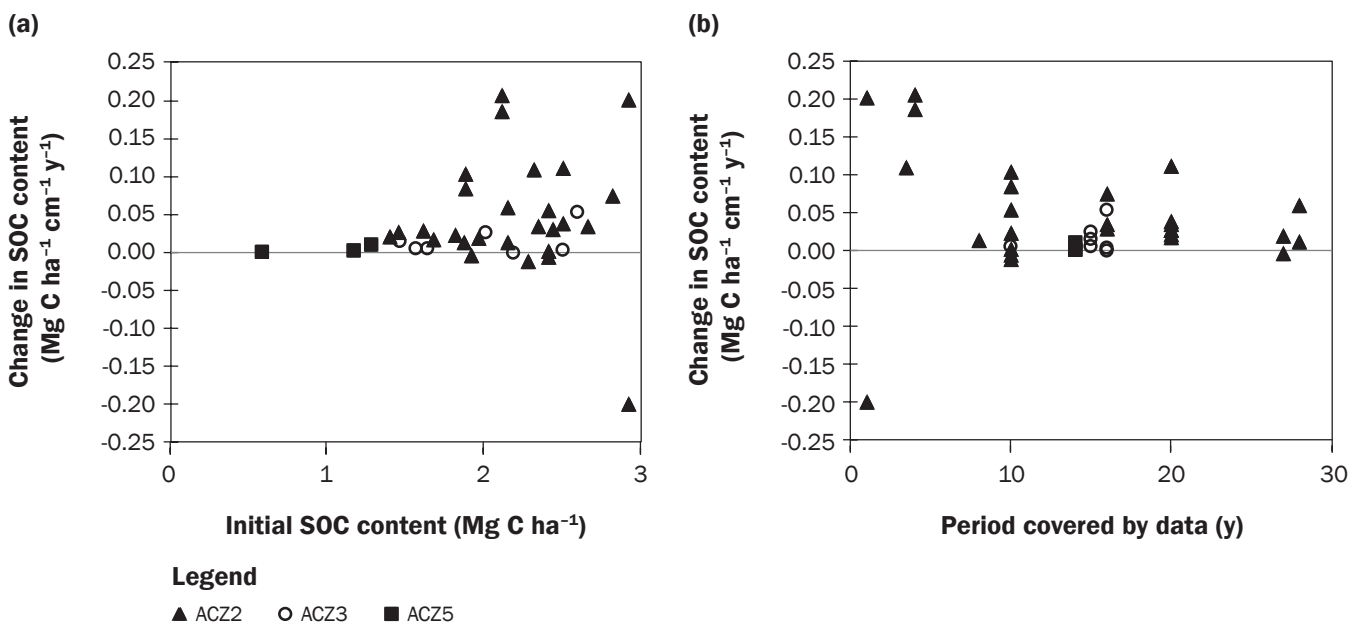 (a)
Change in SOC content
(Mg C ha⁻¹ cm⁻¹ y⁻¹)
0.25
0.20
0.15
0.10
0.05
0.00
-0.05
-0.10
-0.15
-0.20
-0.25
0 1 2 3
Initial SOC content (Mg C ha⁻¹)
(b)
Change in SOC content
(Mg C ha⁻¹ cm⁻¹ y⁻¹)
0.25
0.20
0.15
0.10
0.05
0.00
-0.05
-0.10
-0.15
-0.20
-0.25
0 10 20 30
Period covered by data (y)
Legend
ACZ2 ACZ3 ACZ5